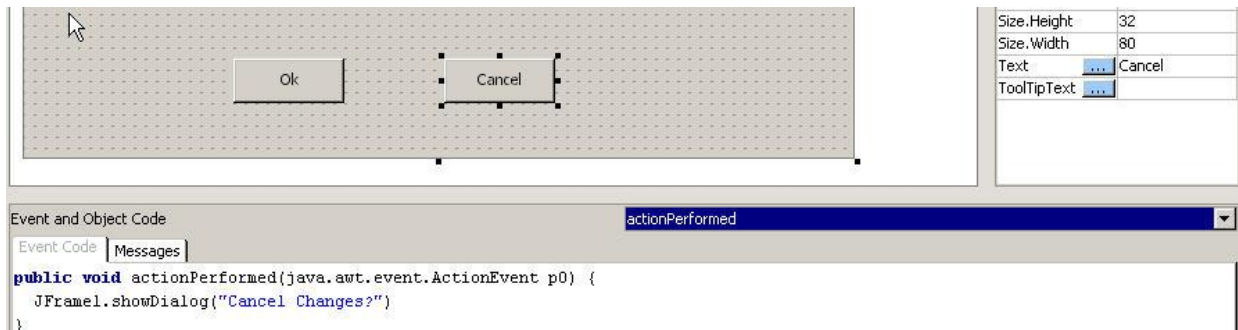 Size.Height 32
Size.Width 80
Text ... Cancel
ToolTipText ...
Ok Cancel
Event and Object Code actionPerformed
Event Code Messages
public void actionPerformed(java.awt.event.ActionEvent p0) {
JFrame1.showDialog("Cancel Changes?")
}